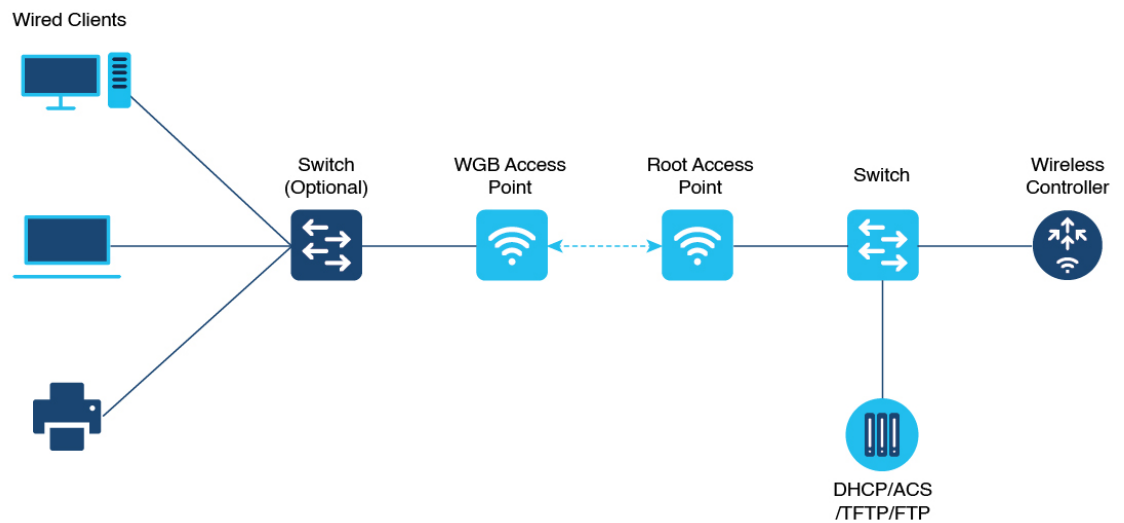 Wired Clients
Switch
(Optional)
WGB Access
Point
Root Access
Point
Switch
Wireless
Controller
DHCP/ACS
/TFTP/FTP